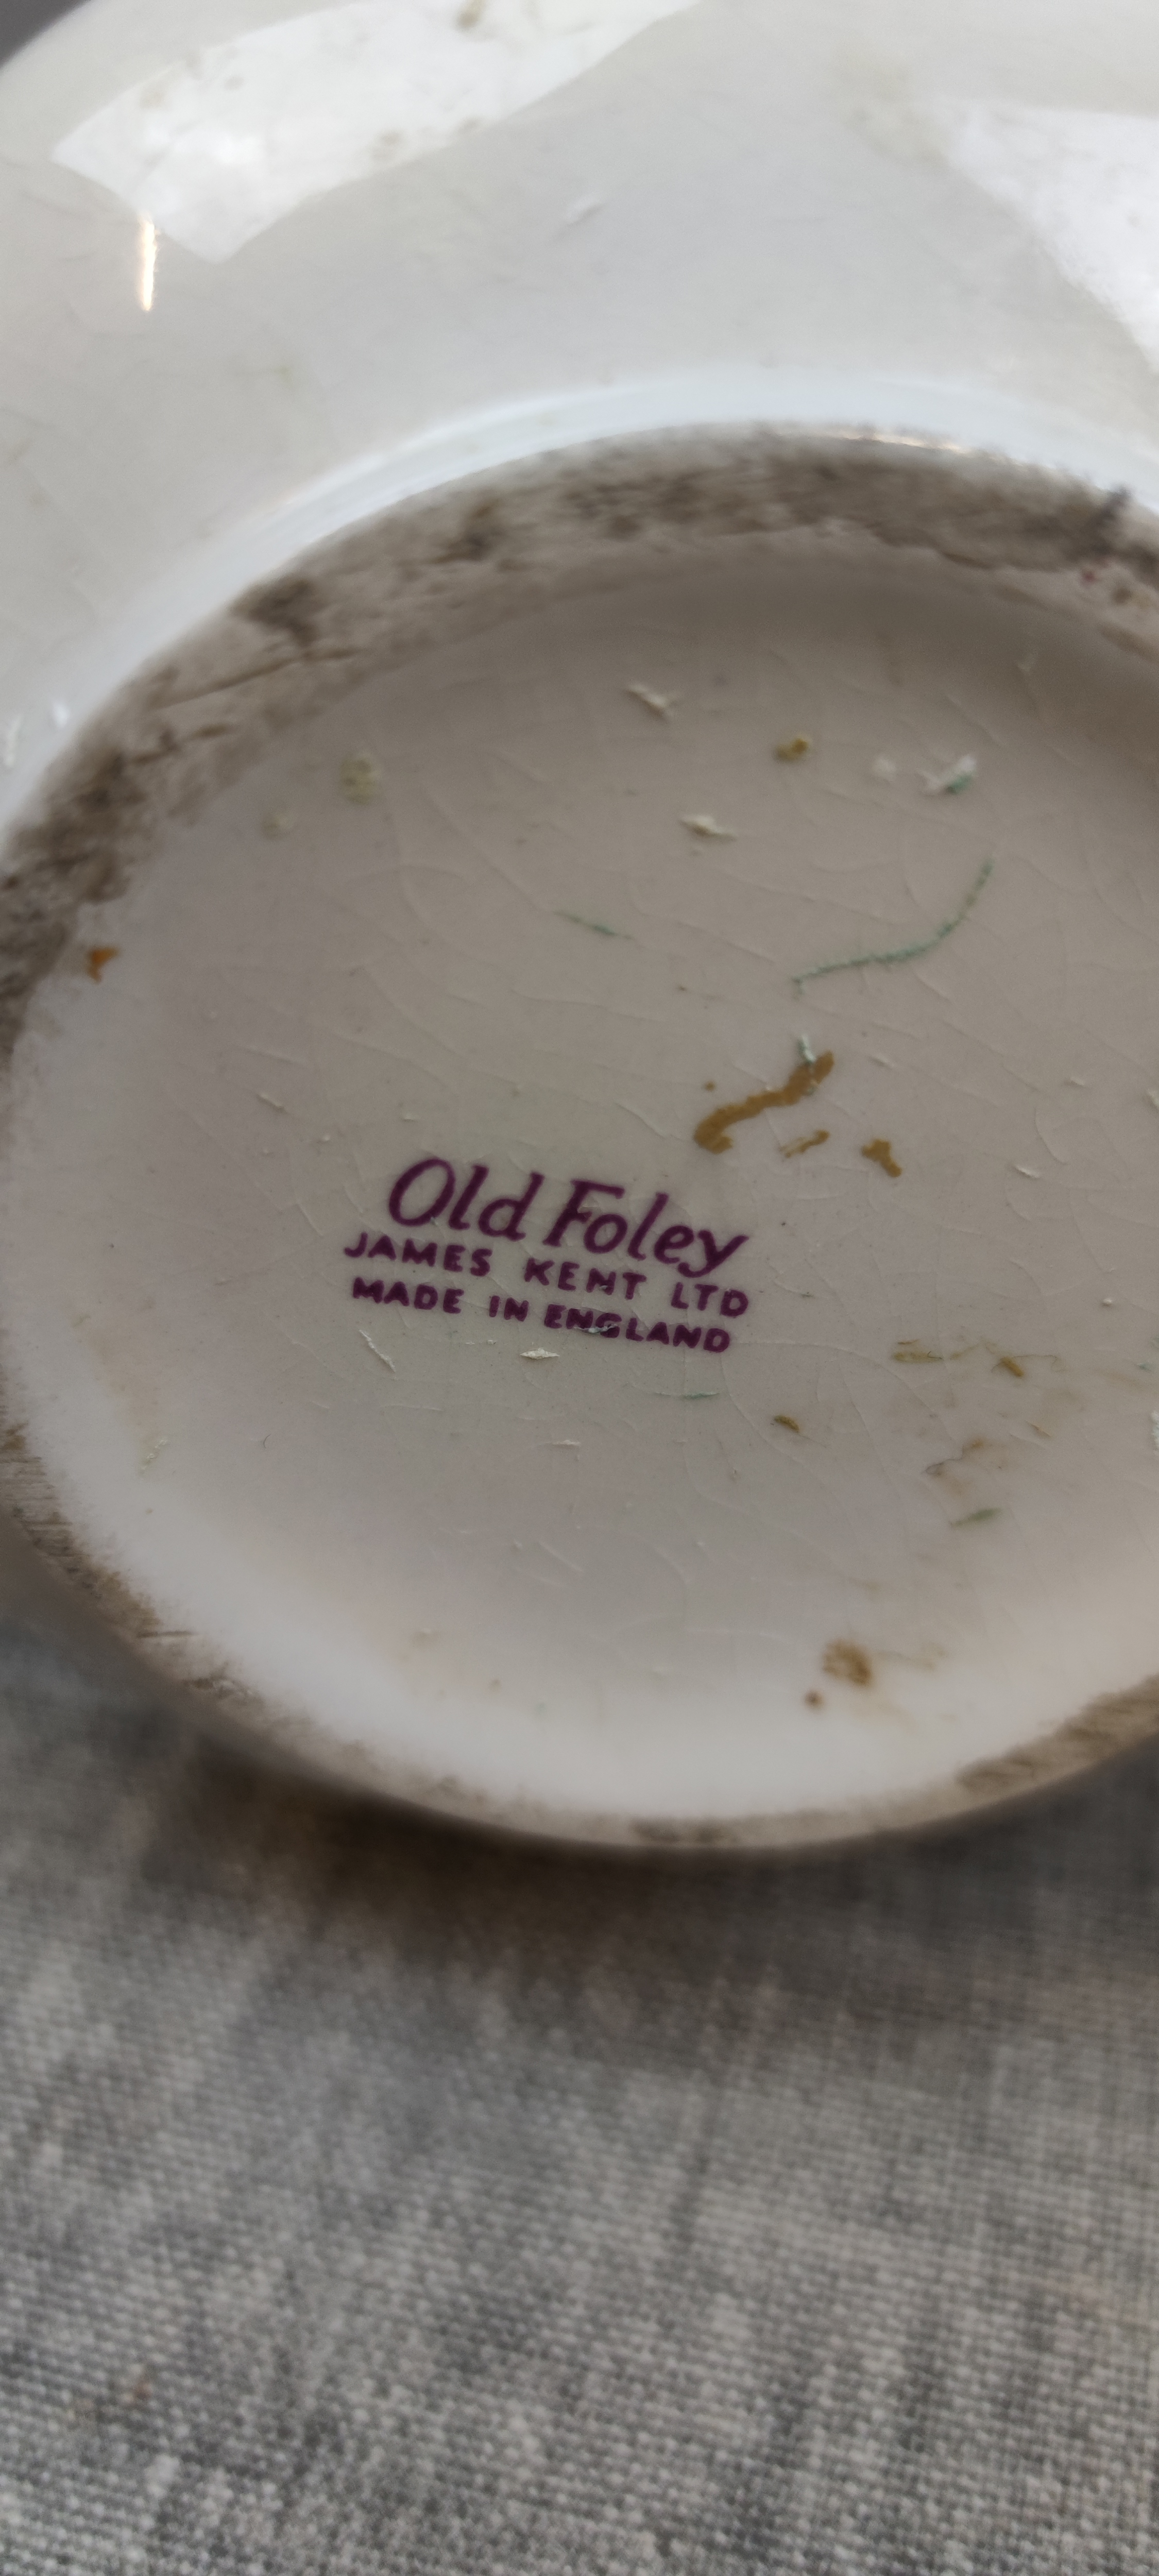 Old Foley
JAMES KENT LTD
MADE IN ENGLAND